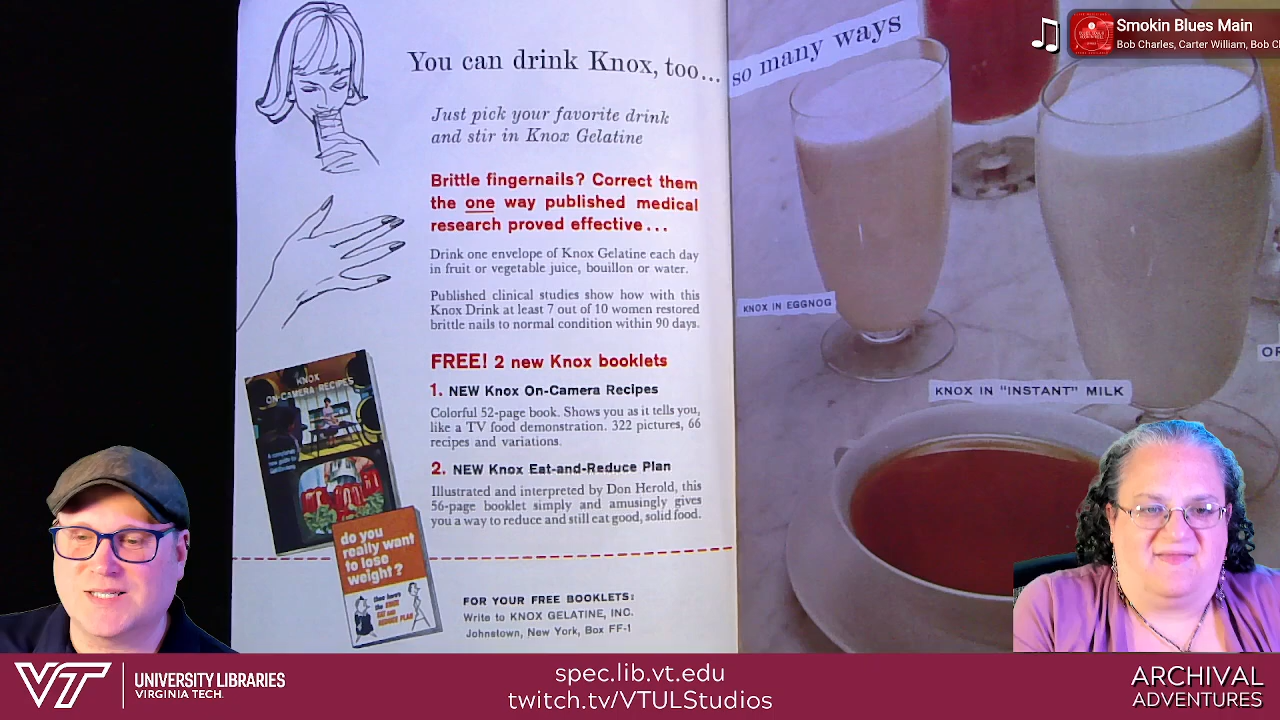 Smokin Blues Main
Bob Charles, Carter William, Bob
You can drink Knox, too... so many ways
Just pick your favorite drink
and stir in Knox Gelatine
Brittle fingernails? Correct them
the one way published medical
research proved effective...
Drink one envelope of Knox Gelatine each day
in fruit or vegetable juice, bouillon or water.
Published clinical studies show how with this
Knox Drink at least 7 out of 10 women restored
brittle nails to normal condition within 90 days.
FREE! 2 new Knox booklets
1. NEW Knox On-Camera Recipes
Colorful 52-page book. Shows you as it tells you,
like a TV food demonstration. 322 pictures, 66
recipes and variations.
2. NEW Knox Eat-and-Reduce Plan
Illustrated and interpreted by Don Herold, this
56-page booklet simply and amusingly gives
you a way to reduce and still eat good, solid food.
FOR YOUR FREE BOOKLETS:
Write to KNOX GELATINE, INC.
Johnstown, New York, Box FF-1
KNOX
ON-CAMERA RECIPES
do you
really want
to lose
weight?
KNOX IN EGGNOG
KNOX IN "INSTANT" MILK
OR
VT
UNIVERSITY LIBRARIES
VIRGINIA TECH
spec.lib.vt.edu
twitch.tv/VTULStudios
ARCHIVAL
ADVENTURES